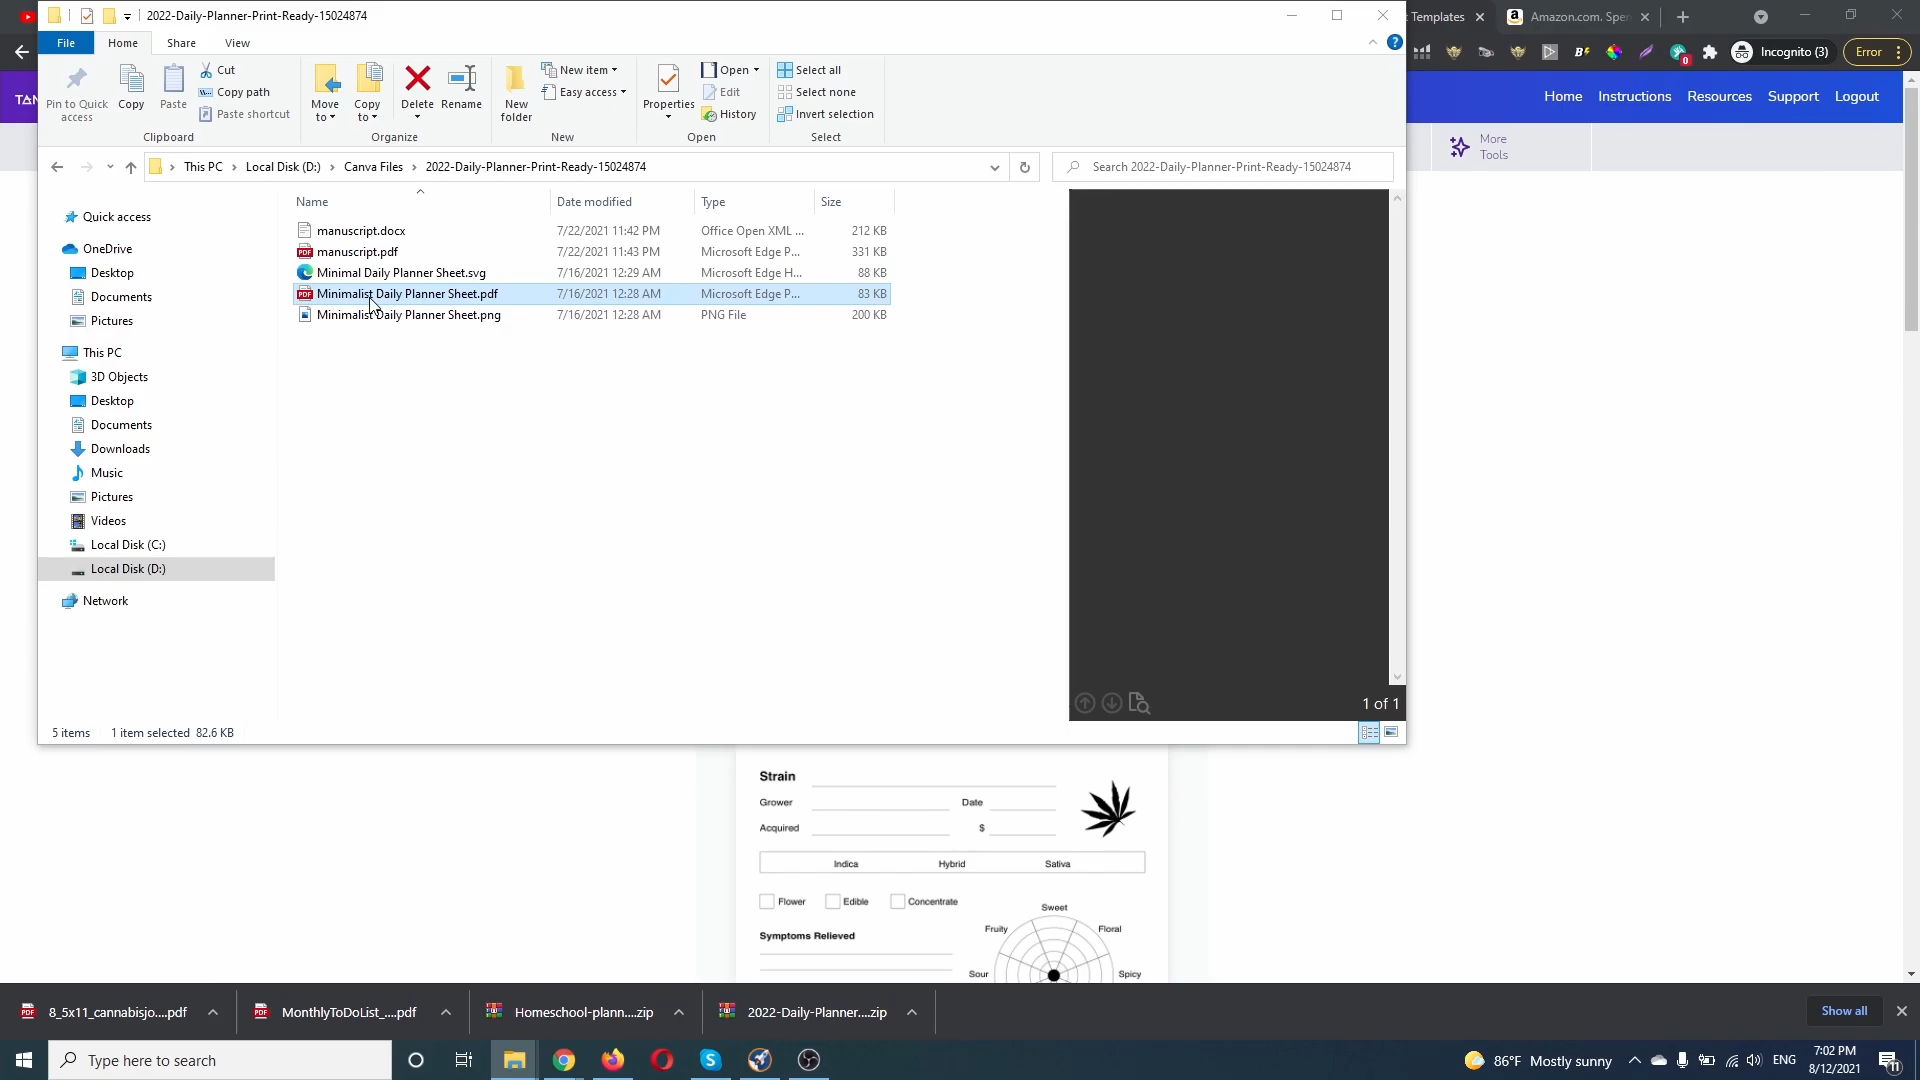 2022-Daily-Planner-Print-Ready-15024874
Templates
Amazon.com. Spen
File
Home
Share
View
Incognito (3)
Error
0
Pin to Quick access
Copy
Paste
Cut
Copy path
Paste shortcut
Clipboard
Move to
Copy to
Delete
Rename
Organize
New folder
New item
Easy access
New
Properties
Open
Edit
History
Open
Select all
Select none
Invert selection
Select
Home
Instructions
Resources
Support
Logout
More Tools
This PC
Local Disk (D:)
Canva Files
2022-Daily-Planner-Print-Ready-15024874
Search 2022-Daily-Planner-Print-Ready-15024874
Name
Date modified
Type
Size
manuscript.docx 7/22/2021 11:42 PM Office Open XML ... 212 KB
manuscript.pdf 7/22/2021 11:43 PM Microsoft Edge P... 331 KB
Minimal Daily Planner Sheet.svg 7/16/2021 12:29 AM Microsoft Edge H... 88 KB
Minimalist Daily Planner Sheet.pdf 7/16/2021 12:28 AM Microsoft Edge P... 83 KB
Minimalist Daily Planner Sheet.png 7/16/2021 12:28 AM PNG File 200 KB
Quick access
OneDrive
Desktop
Documents
Pictures
This PC
3D Objects
Desktop
Documents
Downloads
Music
Pictures
Videos
Local Disk (C:)
Local Disk (D:)
Network
1 of 1
5 items
1 item selected 82.6 KB
Strain
Grower
Date
Acquired
$
Indica
Hybrid
Sativa
Flower
Edible
Concentrate
Sweet
Fruity
Floral
Symptoms Relieved
Sour
Spicy
8_5x11_cannabisjo....pdf
MonthlyToDoList_....pdf
Homeschool-plann....zip
2022-Daily-Planner....zip
Show all
Type here to search
86°F Mostly sunny
ENG
7:02 PM
8/12/2021
11